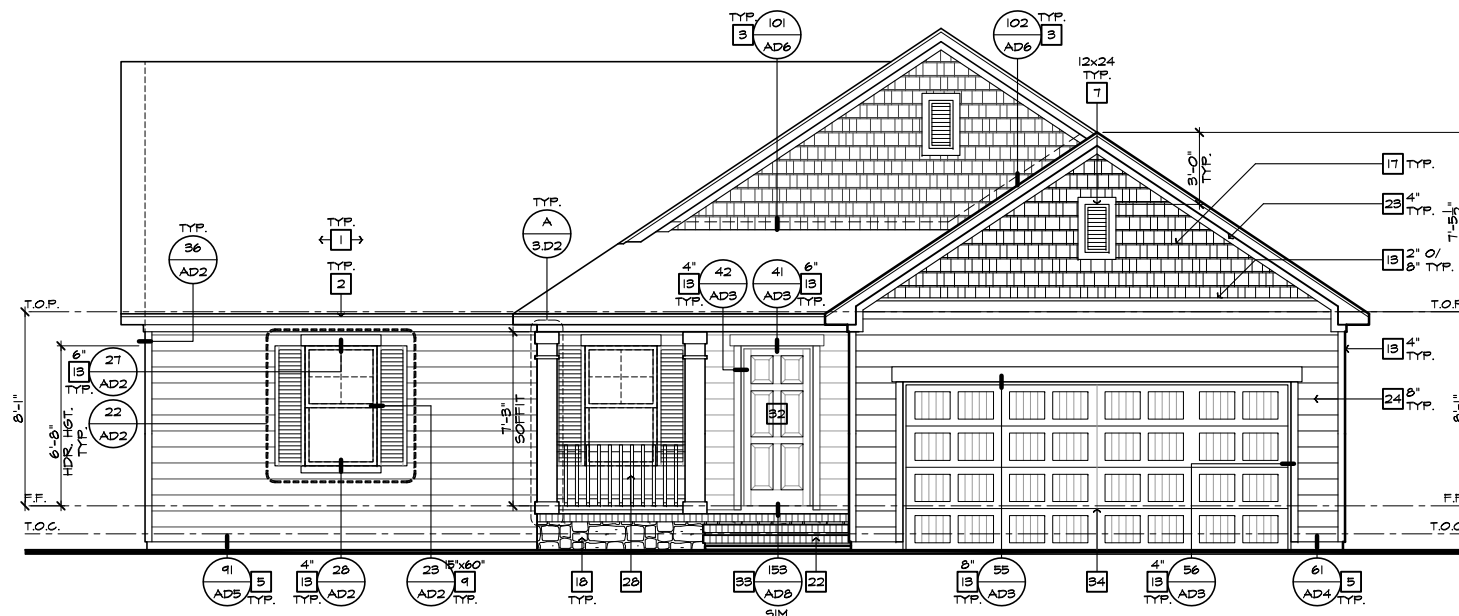 TYP.
3
101
AD6
102
AD6
TYP.
3
12x24
TYP.
7
3'-0"
TYP.
17 TYP.
23 4"
TYP.
7'-5½"
13 2" O/
8" TYP.
TYP.
36
AD2
TYP.
1
TYP.
2
TYP.
A
3.D2
4"
13
TYP.
42
AD3
41
AD3
6"
13
TYP.
T.O.P.
T.O.P.
6"
13
TYP.
27
AD2
22
AD2
8'-1"
6'-8"
HDR. HGT.
TYP.
7'-3"
SOFFIT
32
13 4"
TYP.
24 8"
TYP.
8'-1"
F.F.
F.F.
T.O.C.
T.O.C.
91
AD5
5
TYP.
4"
13
TYP.
28
AD2
23
AD2
15"x60"
9
TYP.
18
TYP.
28
33
153
AD8
SIM
22
8"
13
TYP.
55
AD3
34
4"
13
TYP.
56
AD3
61
AD4
5
TYP.